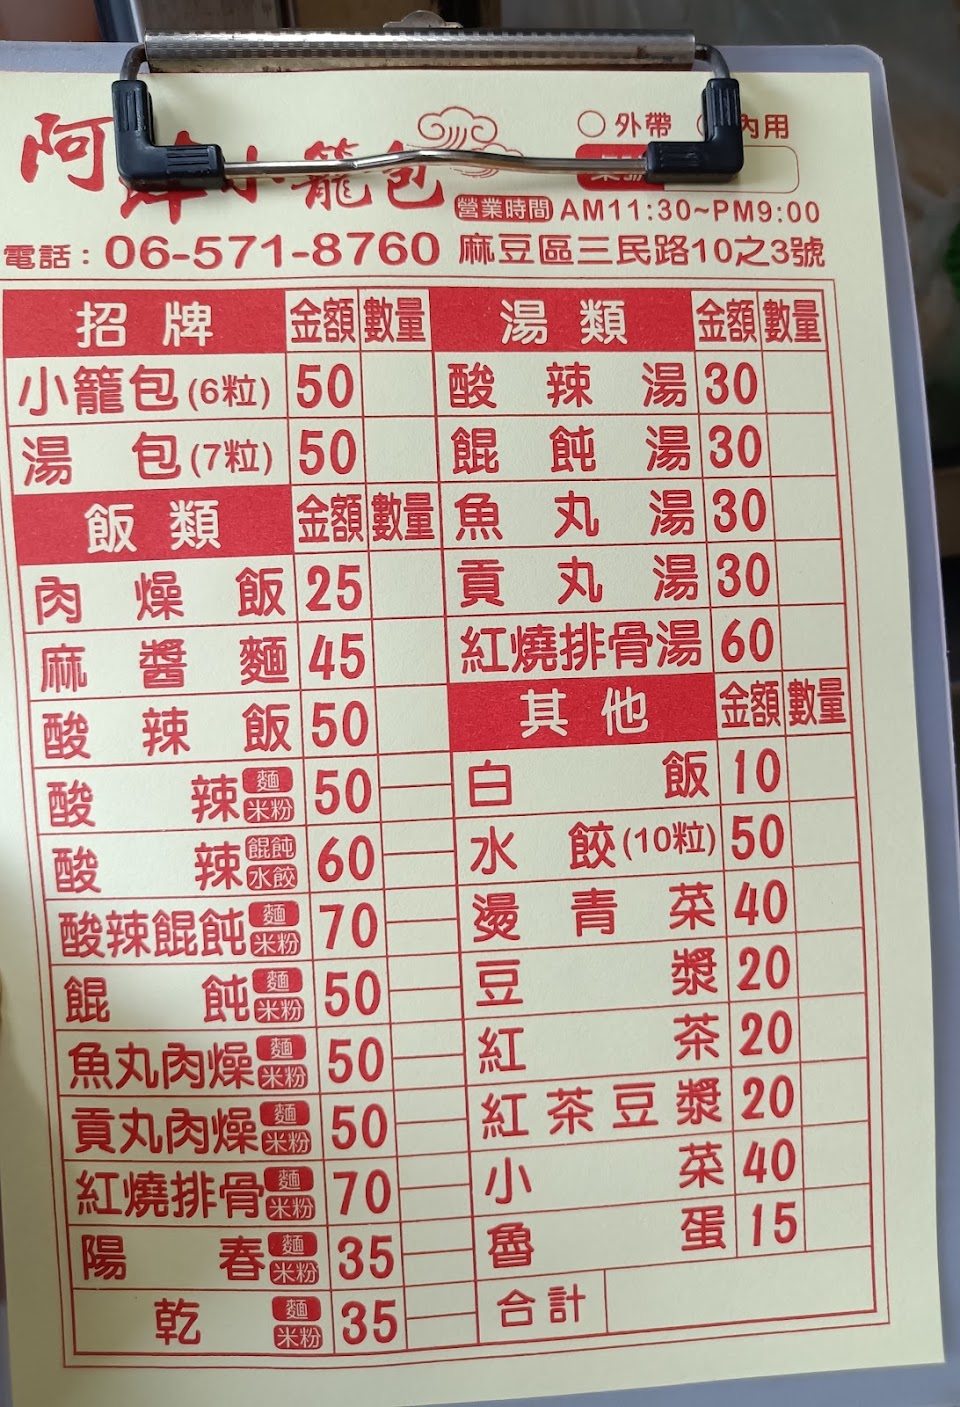 阿 小籠包
外帶 內用
營業時間 AM11:30~PM9:00
電話：06-571-8760 麻豆區三民路10之3號
招牌 金額 數量
小籠包(6粒) 50
湯包(7粒) 50
飯類 金額 數量
肉燥飯 25
麻醬麵 45
酸辣飯 50
酸辣 麵 米粉 50
酸辣 餛飩 水餃 60
酸辣餛飩 麵 米粉 70
餛飩 麵 米粉 50
魚丸肉燥 麵 米粉 50
貢丸肉燥 麵 米粉 50
紅燒排骨 麵 米粉 70
陽春 麵 米粉 35
乾 麵 米粉 35
湯類 金額 數量
酸辣湯 30
餛飩湯 30
魚丸湯 30
貢丸湯 30
紅燒排骨湯 60
其他 金額 數量
白飯 10
水餃(10粒) 50
燙青菜 40
豆漿 20
紅茶 20
紅茶豆漿 20
小菜 40
魯蛋 15
合計